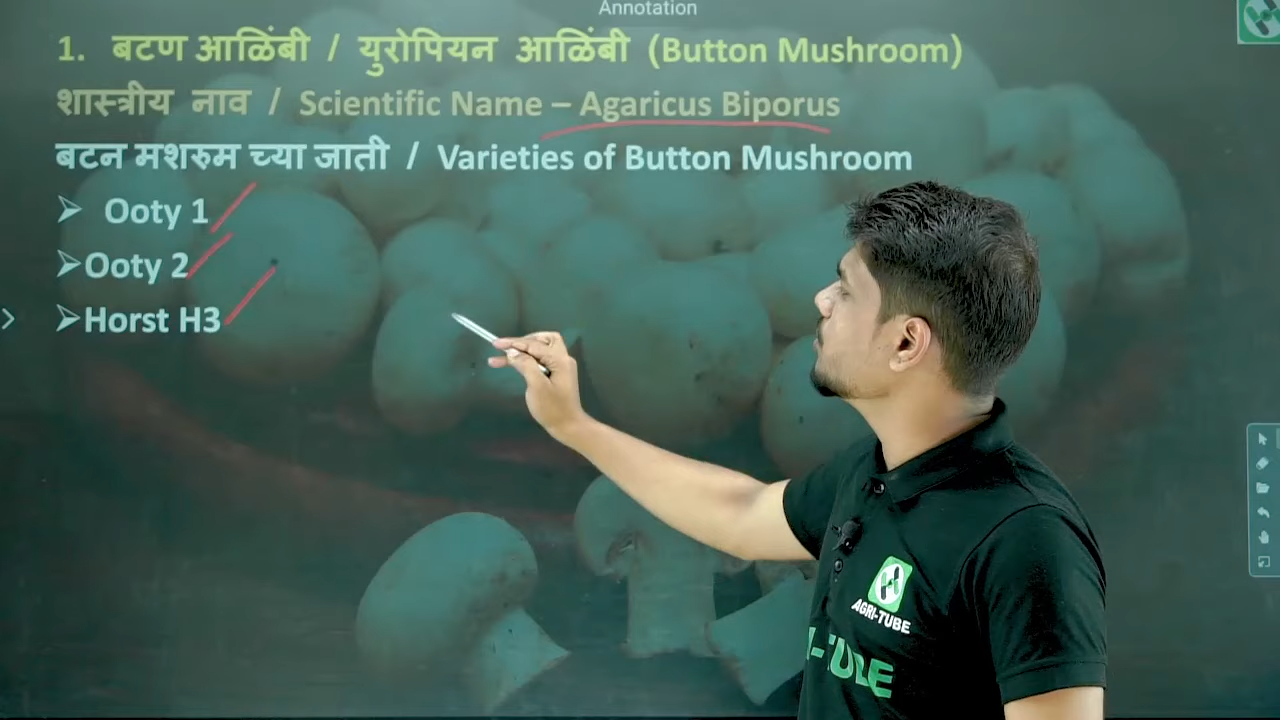 Annotation
1. बटण आळिंबी / युरोपियन आळिंबी (Button Mushroom)
शास्त्रीय नाव / Scientific Name – Agaricus Biporus
बटन मशरुम च्या जाती / Varieties of Button Mushroom
➢ Ooty 1
➢ Ooty 2
➢ Horst H3
AGRI-TUBE
I-TUBE